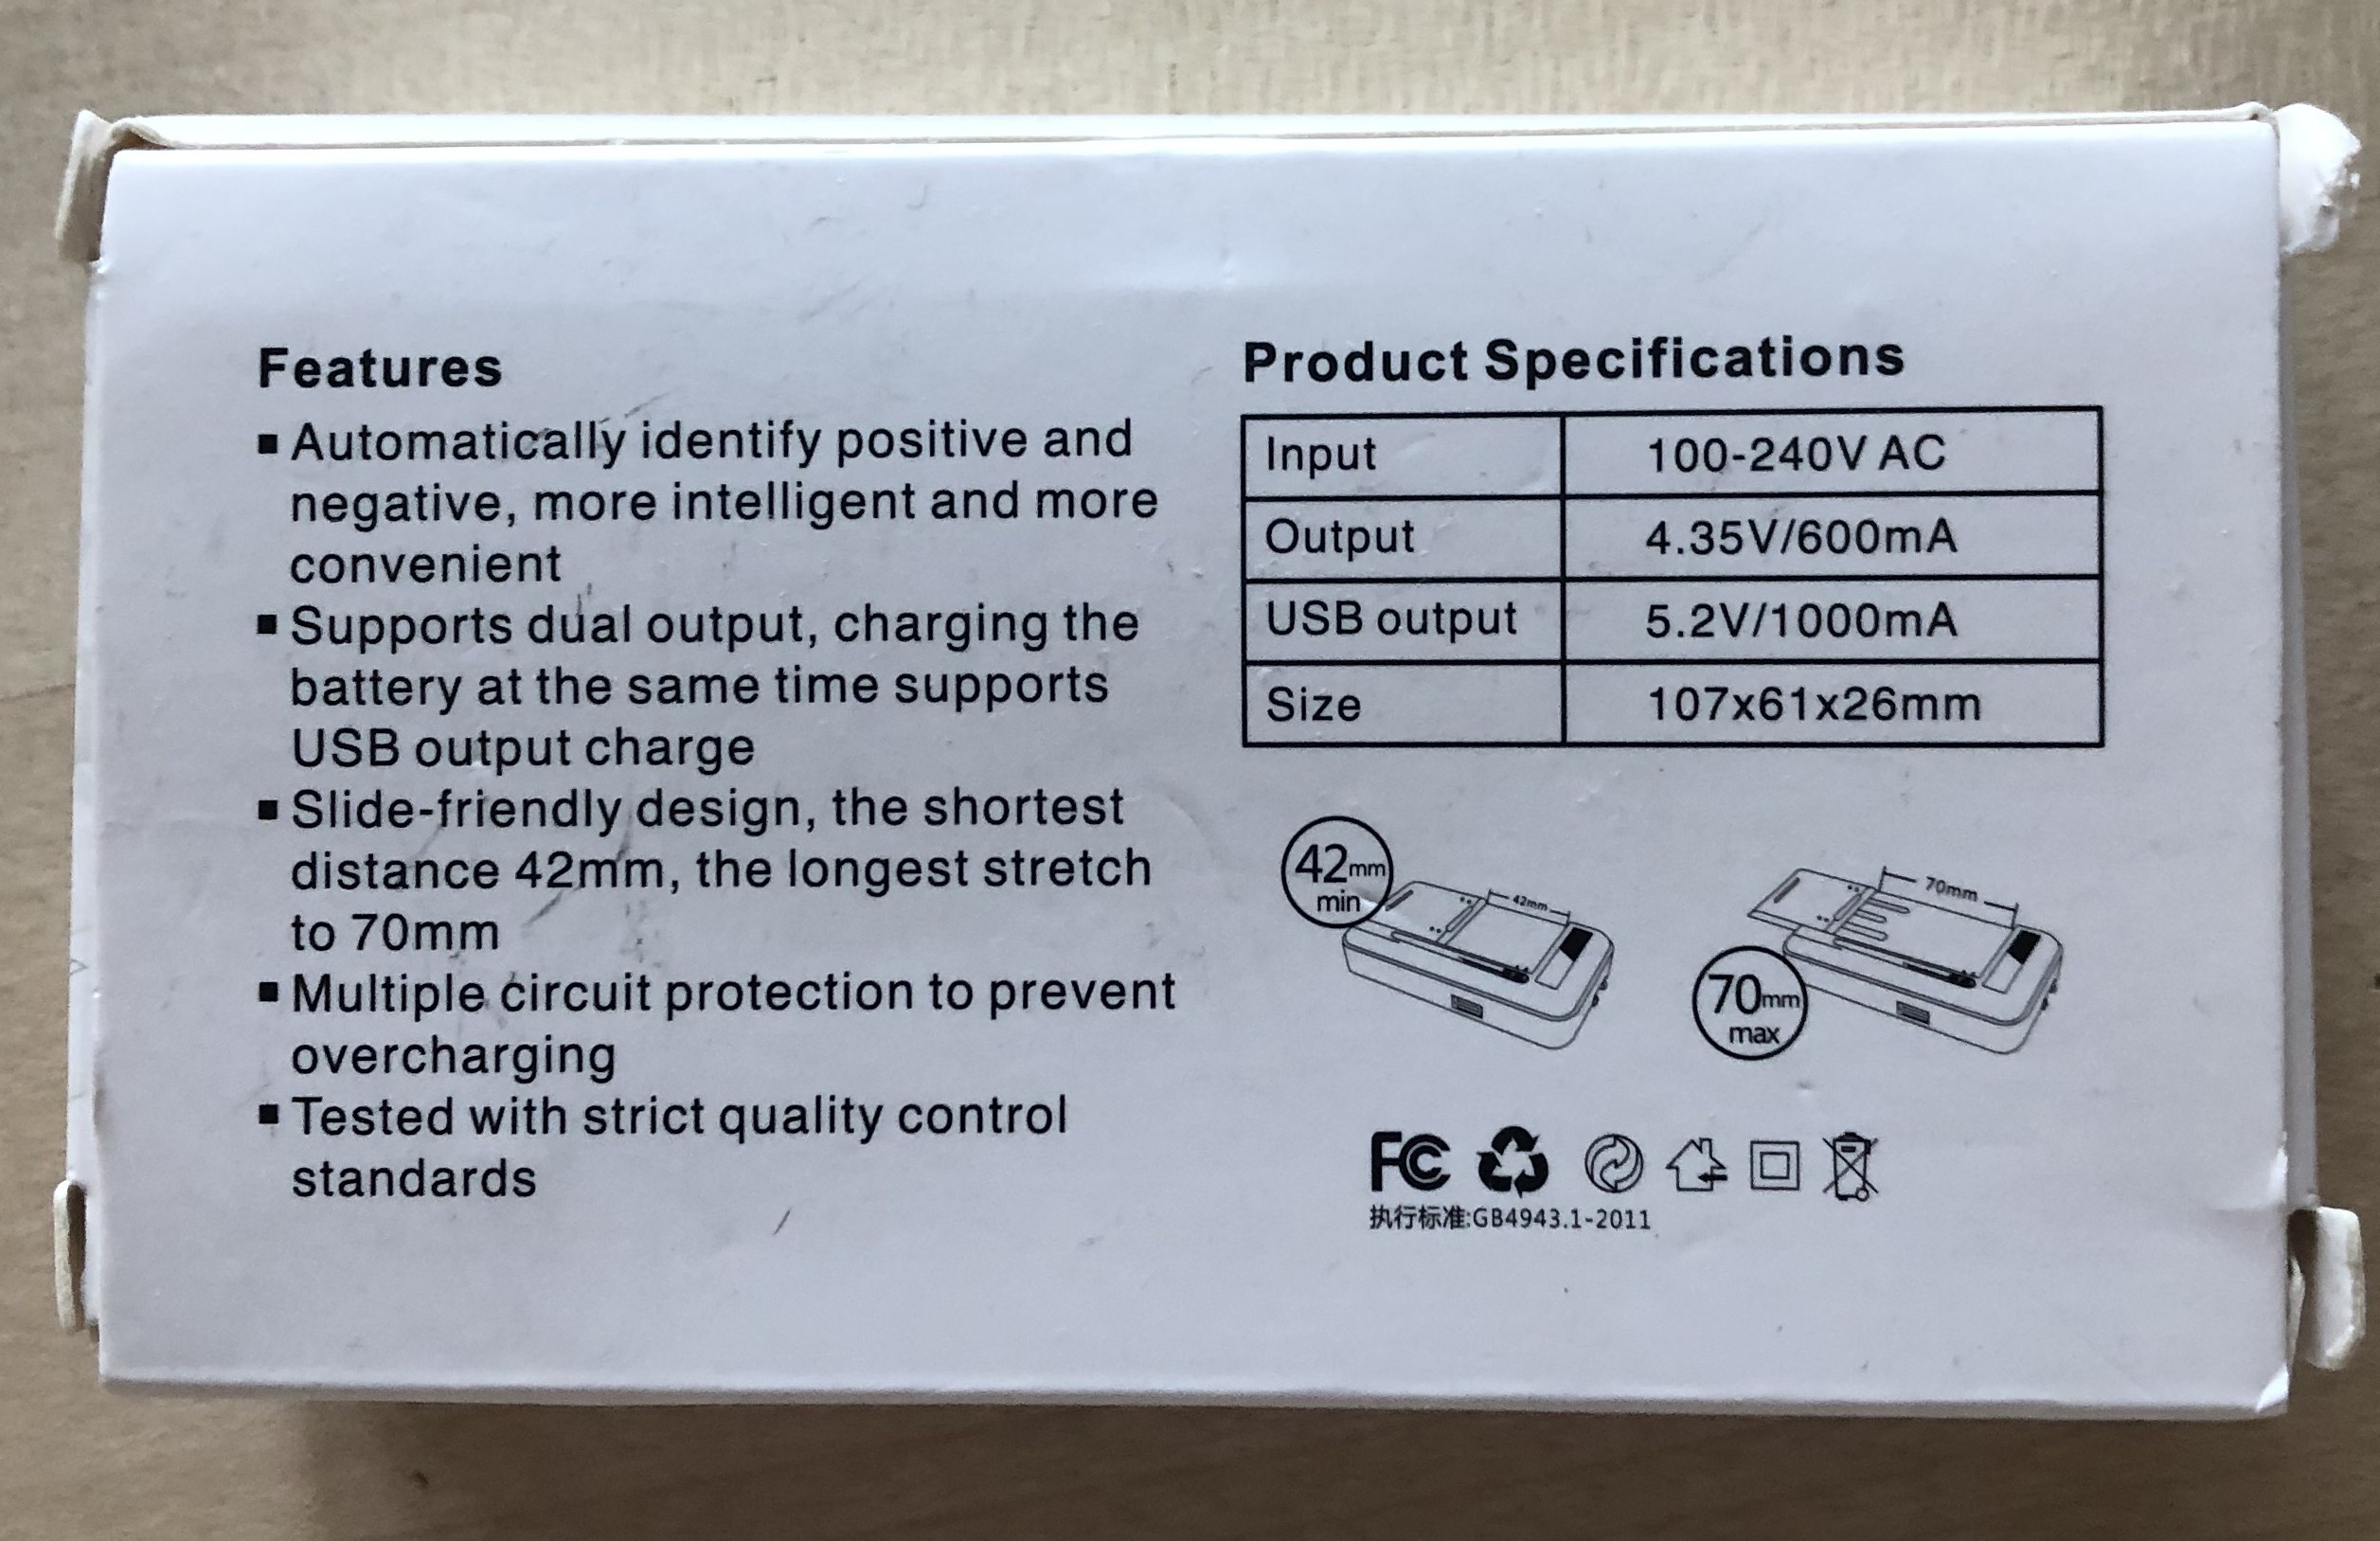 Features
▪ Automatically identify positive and
negative, more intelligent and more
convenient
▪ Supports dual output, charging the
battery at the same time supports
USB output charge
▪ Slide-friendly design, the shortest
distance 42mm, the longest stretch
to 70mm
▪ Multiple circuit protection to prevent
overcharging
▪ Tested with strict quality control
standards
Product Specifications
Input 100-240V AC
Output 4.35V/600mA
USB output 5.2V/1000mA
Size 107x61x26mm
42mm
min
42mm
70mm
max
70mm
FC
执行标准:GB4943.1-2011